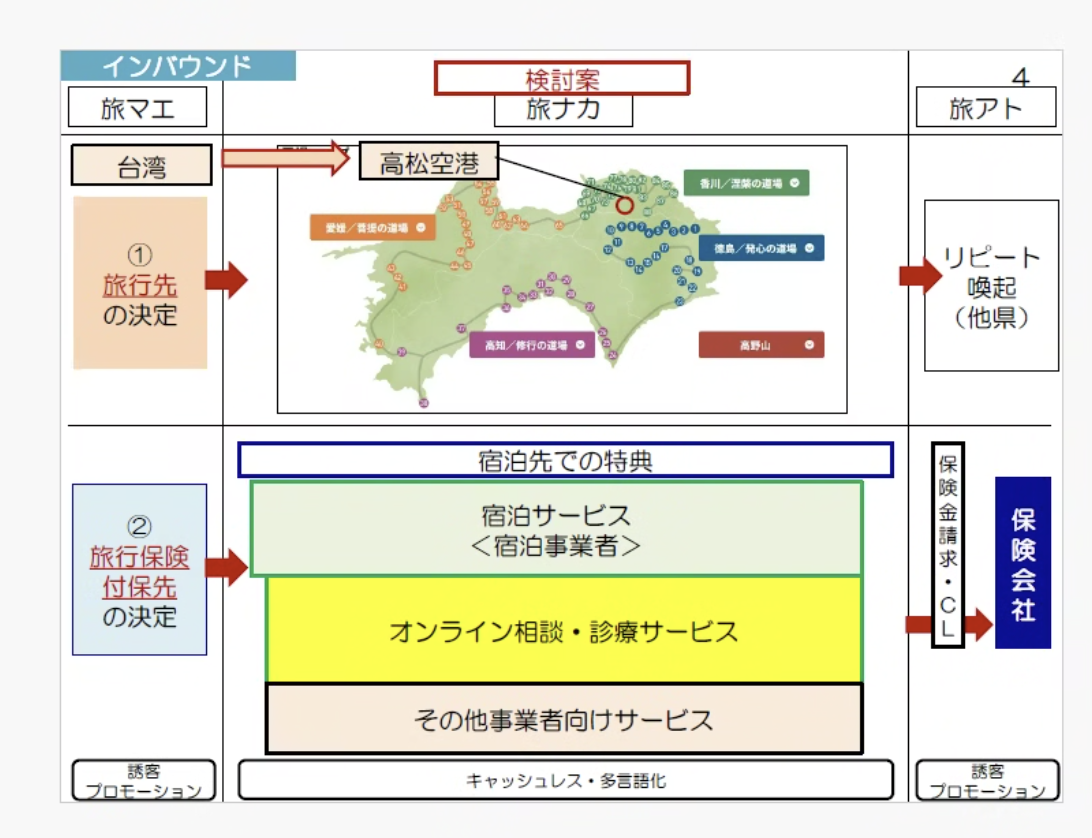 インバウンド
検討案
4
旅マエ
旅ナカ
旅アト
台湾
高松空港
香川／涅槃の道場
愛媛／菩提の道場
徳島／発心の道場
高知／修行の道場
高野山
①
旅行先
の決定
リピート
喚起
（他県）
宿泊先での特典
②
旅行保険
付保先
の決定
宿泊サービス
＜宿泊事業者＞
オンライン相談・診療サービス
その他事業者向けサービス
保険金請求・CL
保険会社
誘客
プロモーション
キャッシュレス・多言語化
誘客
プロモーション